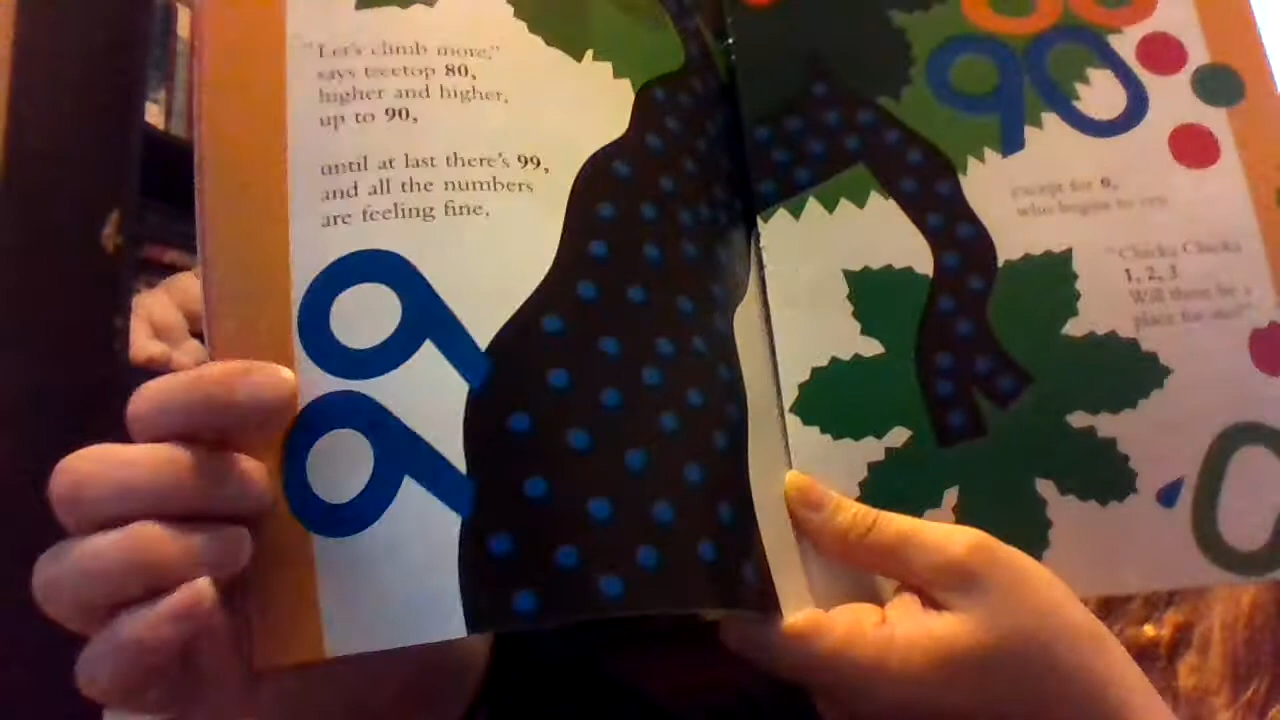 "Let's climb more,"
says treetop 80,
higher and higher,
up to 90,
until at last there's 99,
and all the numbers
are feeling fine,
99
90
except for 0,
who begins to cry,
"Chicka Chicka
1, 2, 3
Will there be a
place for me?"
0